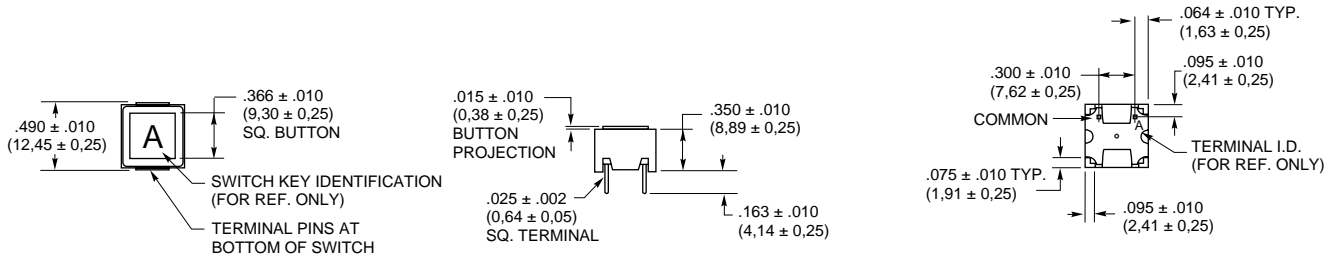 .490 ± .010
(12,45 ± 0,25)
A
.366 ± .010
(9,30 ± 0,25)
SQ. BUTTON
SWITCH KEY IDENTIFICATION
(FOR REF. ONLY)
TERMINAL PINS AT
BOTTOM OF SWITCH
.015 ± .010
(0,38 ± 0,25)
BUTTON
PROJECTION
.350 ± .010
(8,89 ± 0,25)
.025 ± .002
(0,64 ± 0,05)
SQ. TERMINAL
.163 ± .010
(4,14 ± 0,25)
.064 ± .010 TYP.
(1,63 ± 0,25)
.300 ± .010
(7,62 ± 0,25)
.095 ± .010
(2,41 ± 0,25)
COMMON
A
TERMINAL I.D.
(FOR REF. ONLY)
.075 ± .010 TYP.
(1,91 ± 0,25)
.095 ± .010
(2,41 ± 0,25)